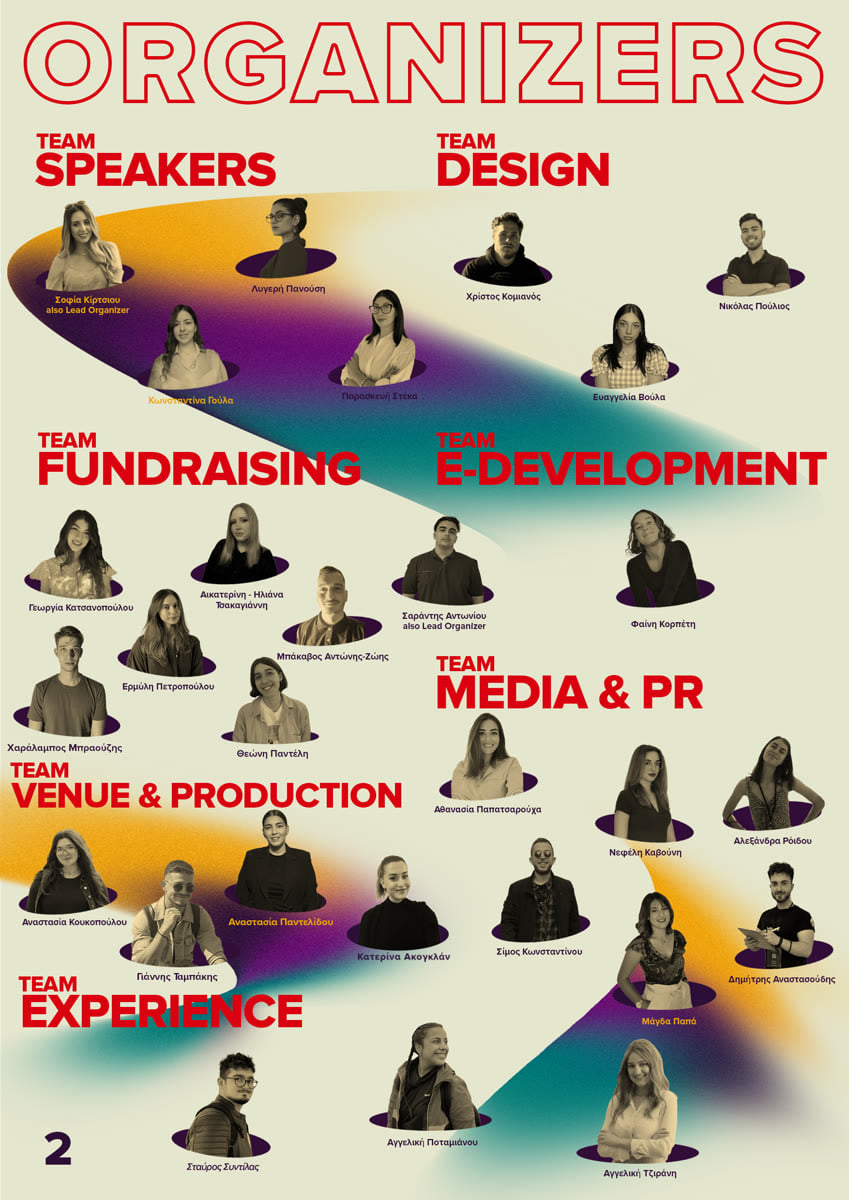 ORGANIZERS
TEAM
SPEAKERS
Σοφία Κίρτσιου
also Lead Organizer
Λυγερή Πανούση
Κωνσταντίνα Γούλα
Παρασκευή Στέκα
TEAM
DESIGN
Χρίστος Κομιανός
Νικόλας Πούλιος
Ευαγγελία Βούλα
TEAM
FUNDRAISING
Γεωργία Κατσανοπούλου
Αικατερίνη - Ηλιάνα
Τσακαγιάννη
Σαράντης Αντωνίου
also Lead Organizer
Μπάκαβος Αντώνης-Ζώης
Ερμύλη Πετροπούλου
Χαράλαμπος Μπραούζης
Θεώνη Παντέλη
TEAM
E-DEVELOPMENT
Φαίνη Κορπέτη
TEAM
MEDIA & PR
Αθανασία Παπατσαρούχα
Νεφέλη Καβούνη
Αλεξάνδρα Ρόιδου
Σίμος Κωνσταντίνου
Δημήτρης Αναστασούδης
Μάγδα Παπά
Αγγελική Τζιράνη
TEAM
VENUE & PRODUCTION
Αναστασία Κουκοπούλου
Αναστασία Παντελίδου
Γιάννης Ταμπάκης
Κατερίνα Ακογκλάν
TEAM
EXPERIENCE
Σταύρος Συντίλας
Αγγελική Ποταμιάνου
2